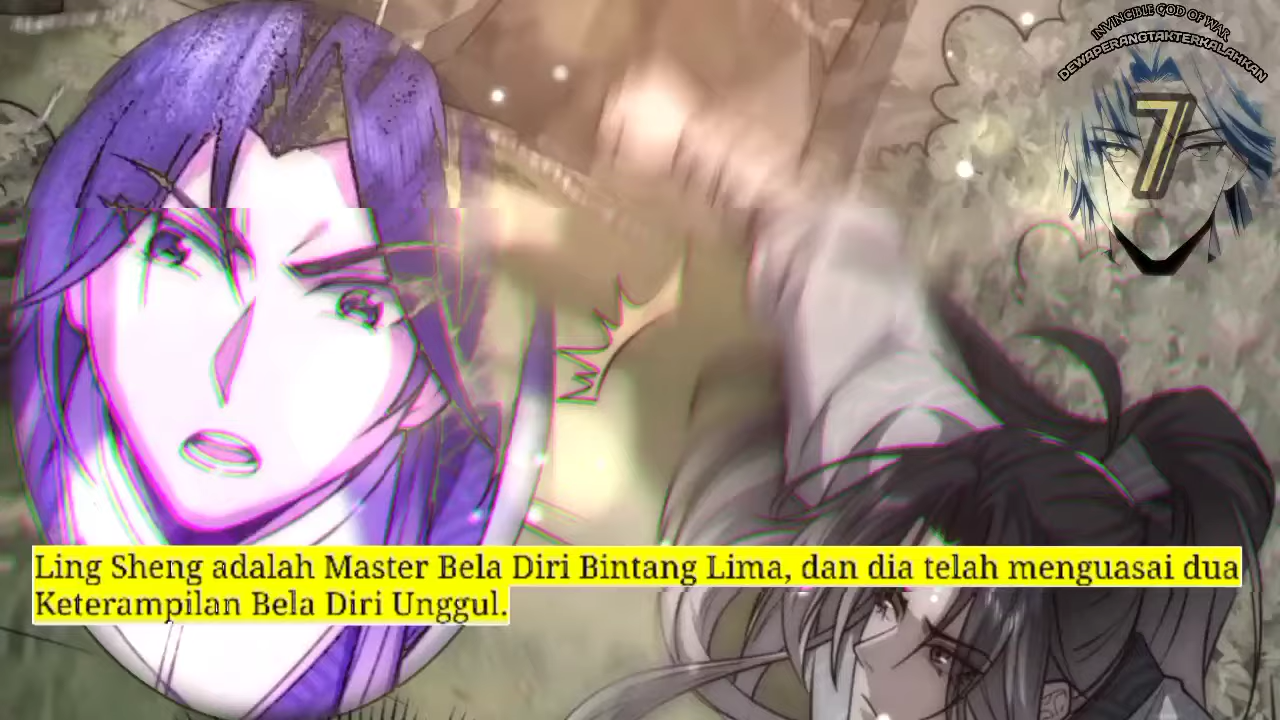 INVINCIBLE GOD OF WAR
DEWAPERANGTAKTERKALAHKAN
7
Ling Sheng adalah Master Bela Diri Bintang Lima, dan dia telah menguasai dua
Keterampilan Bela Diri Unggul.